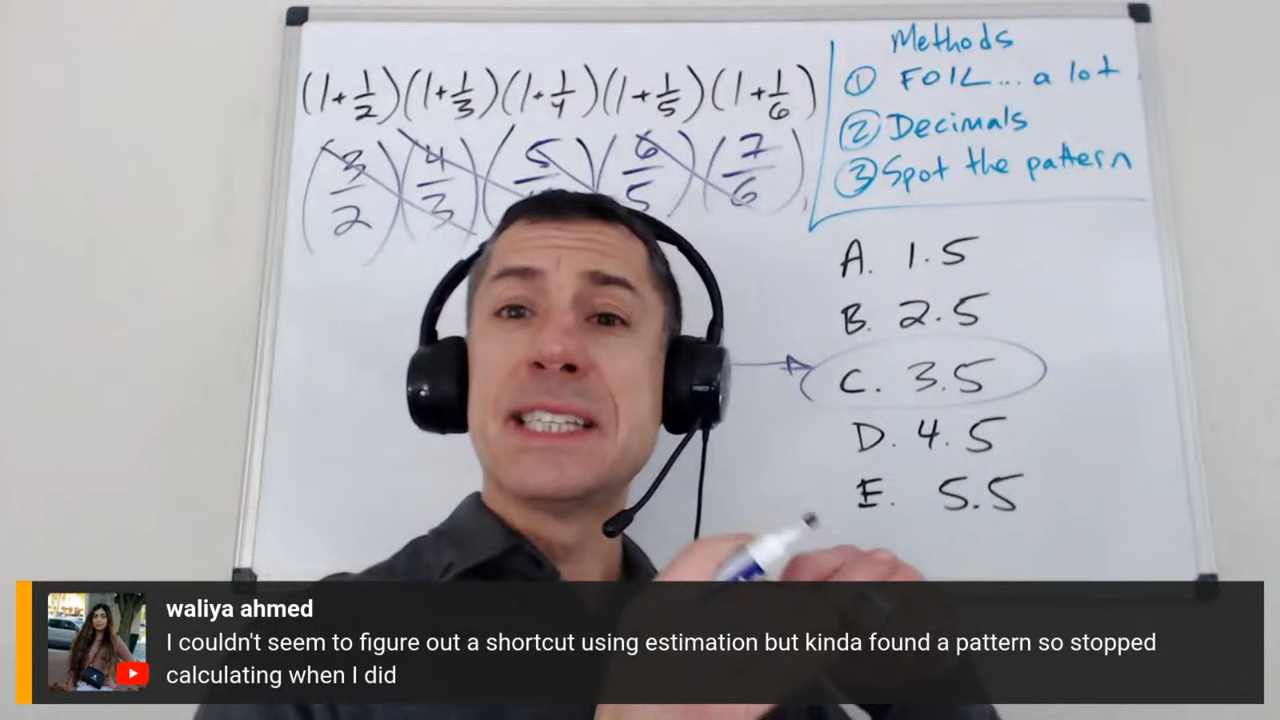 (1+1/2)(1+1/3)(1+1/4)(1+1/5)(1+1/6)
(3/2)(4/3)(5/ )(6/5)(7/6)
Methods
① FOIL... a lot
② Decimals
③ Spot the pattern
A. 1.5
B. 2.5
C. 3.5
D. 4.5
E. 5.5
waliya ahmed
I couldn't seem to figure out a shortcut using estimation but kinda found a pattern so stopped
calculating when I did